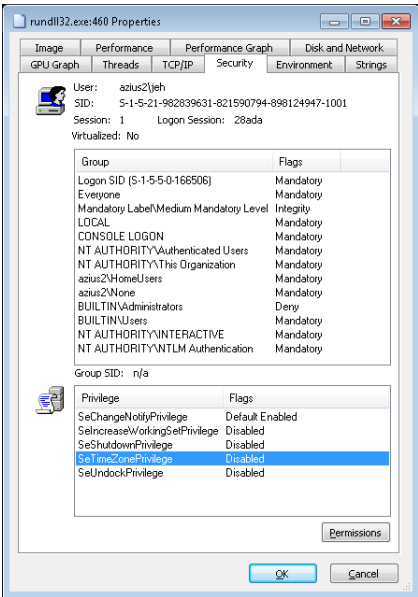 rundll32.exe:460 Properties
Image Performance Performance Graph Disk and Network
GPU Graph Threads TCP/IP Security Environment Strings
User: azius2\jeh
SID: S-1-5-21-982839631-821590794-898124947-1001
Session: 1 Logon Session: 28ada
Virtualized: No
Group Flags
Logon SID (S-1-5-5-0-166506) Mandatory
Everyone Mandatory
Mandatory Label\Medium Mandatory Level Integrity
LOCAL Mandatory
CONSOLE LOGON Mandatory
NT AUTHORITY\Authenticated Users Mandatory
NT AUTHORITY\This Organization Mandatory
azius2\HomeUsers Mandatory
azius2\None Mandatory
BUILTIN\Administrators Deny
BUILTIN\Users Mandatory
NT AUTHORITY\INTERACTIVE Mandatory
NT AUTHORITY\NTLM Authentication Mandatory
Group SID: n/a
Privilege Flags
SeChangeNotifyPrivilege Default Enabled
SeIncreaseWorkingSetPrivilege Disabled
SeShutdownPrivilege Disabled
SeTimeZonePrivilege Disabled
SeUndockPrivilege Disabled
Permissions
OK Cancel